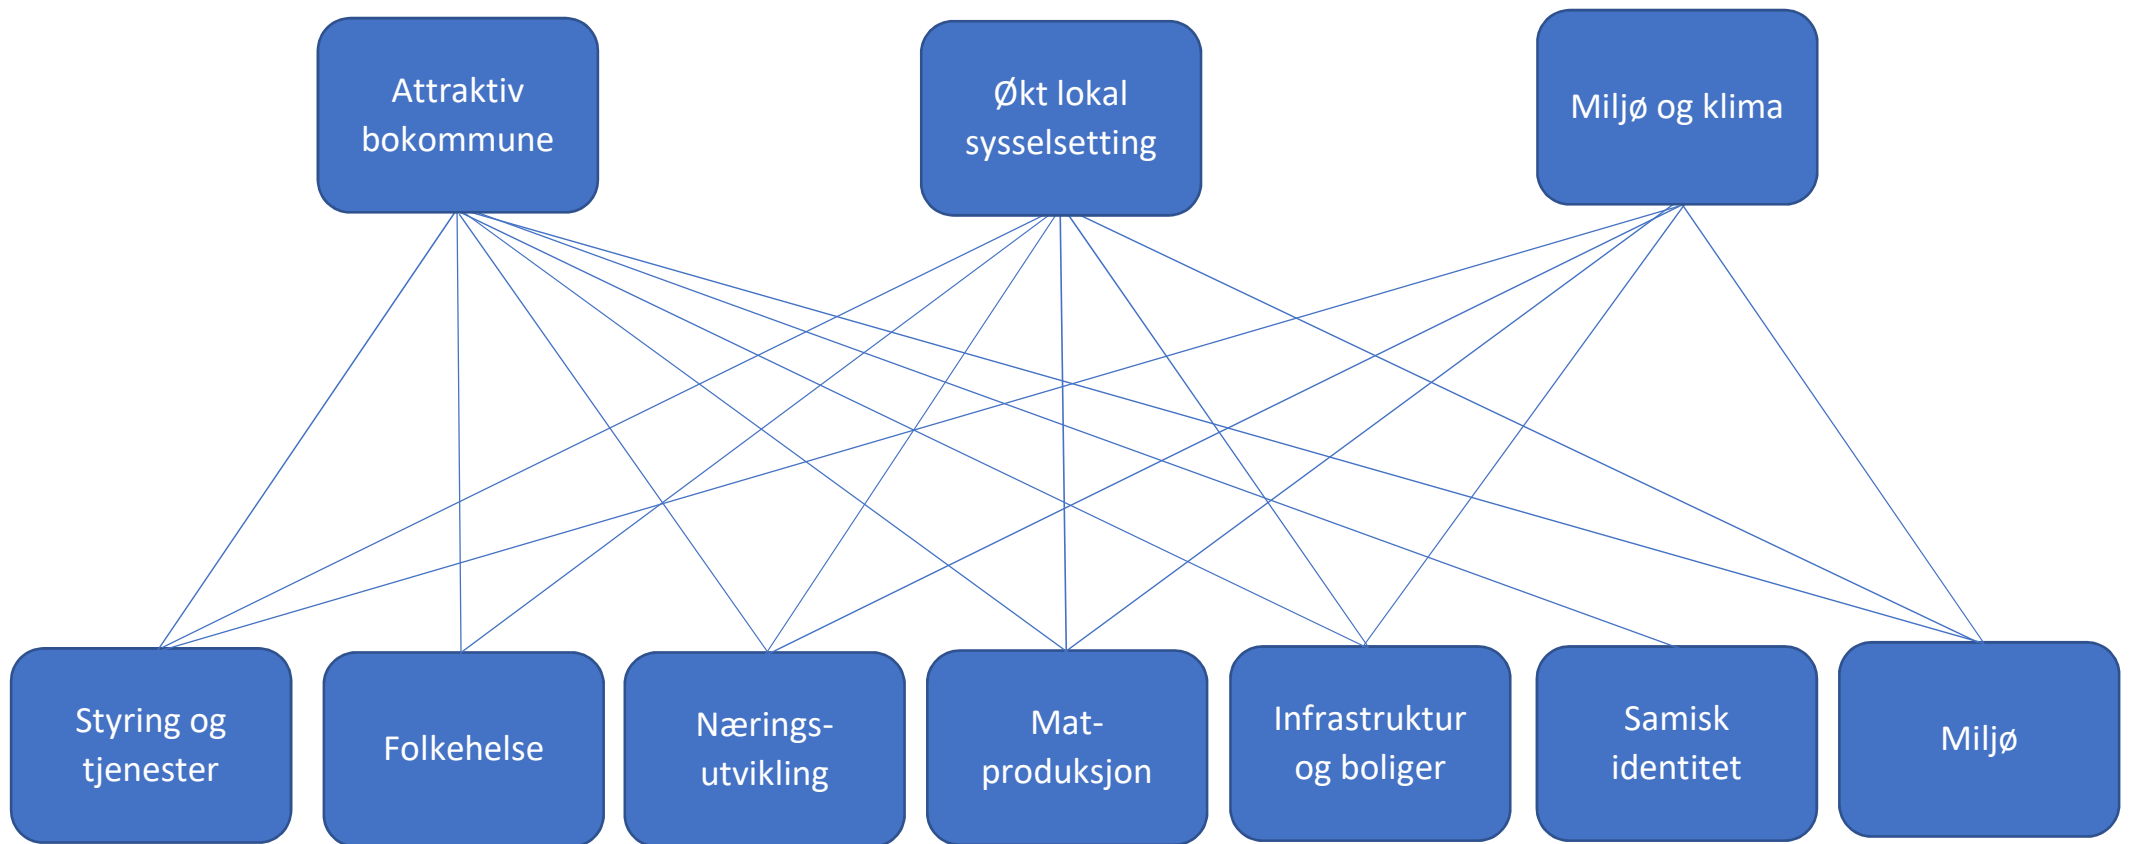 Attraktiv
bokommune
Økt lokal
sysselsetting
Miljø og klima
Styring og
tjenester
Folkehelse
Nærings-
utvikling
Mat-
produksjon
Infrastruktur
og boliger
Samisk
identitet
Miljø